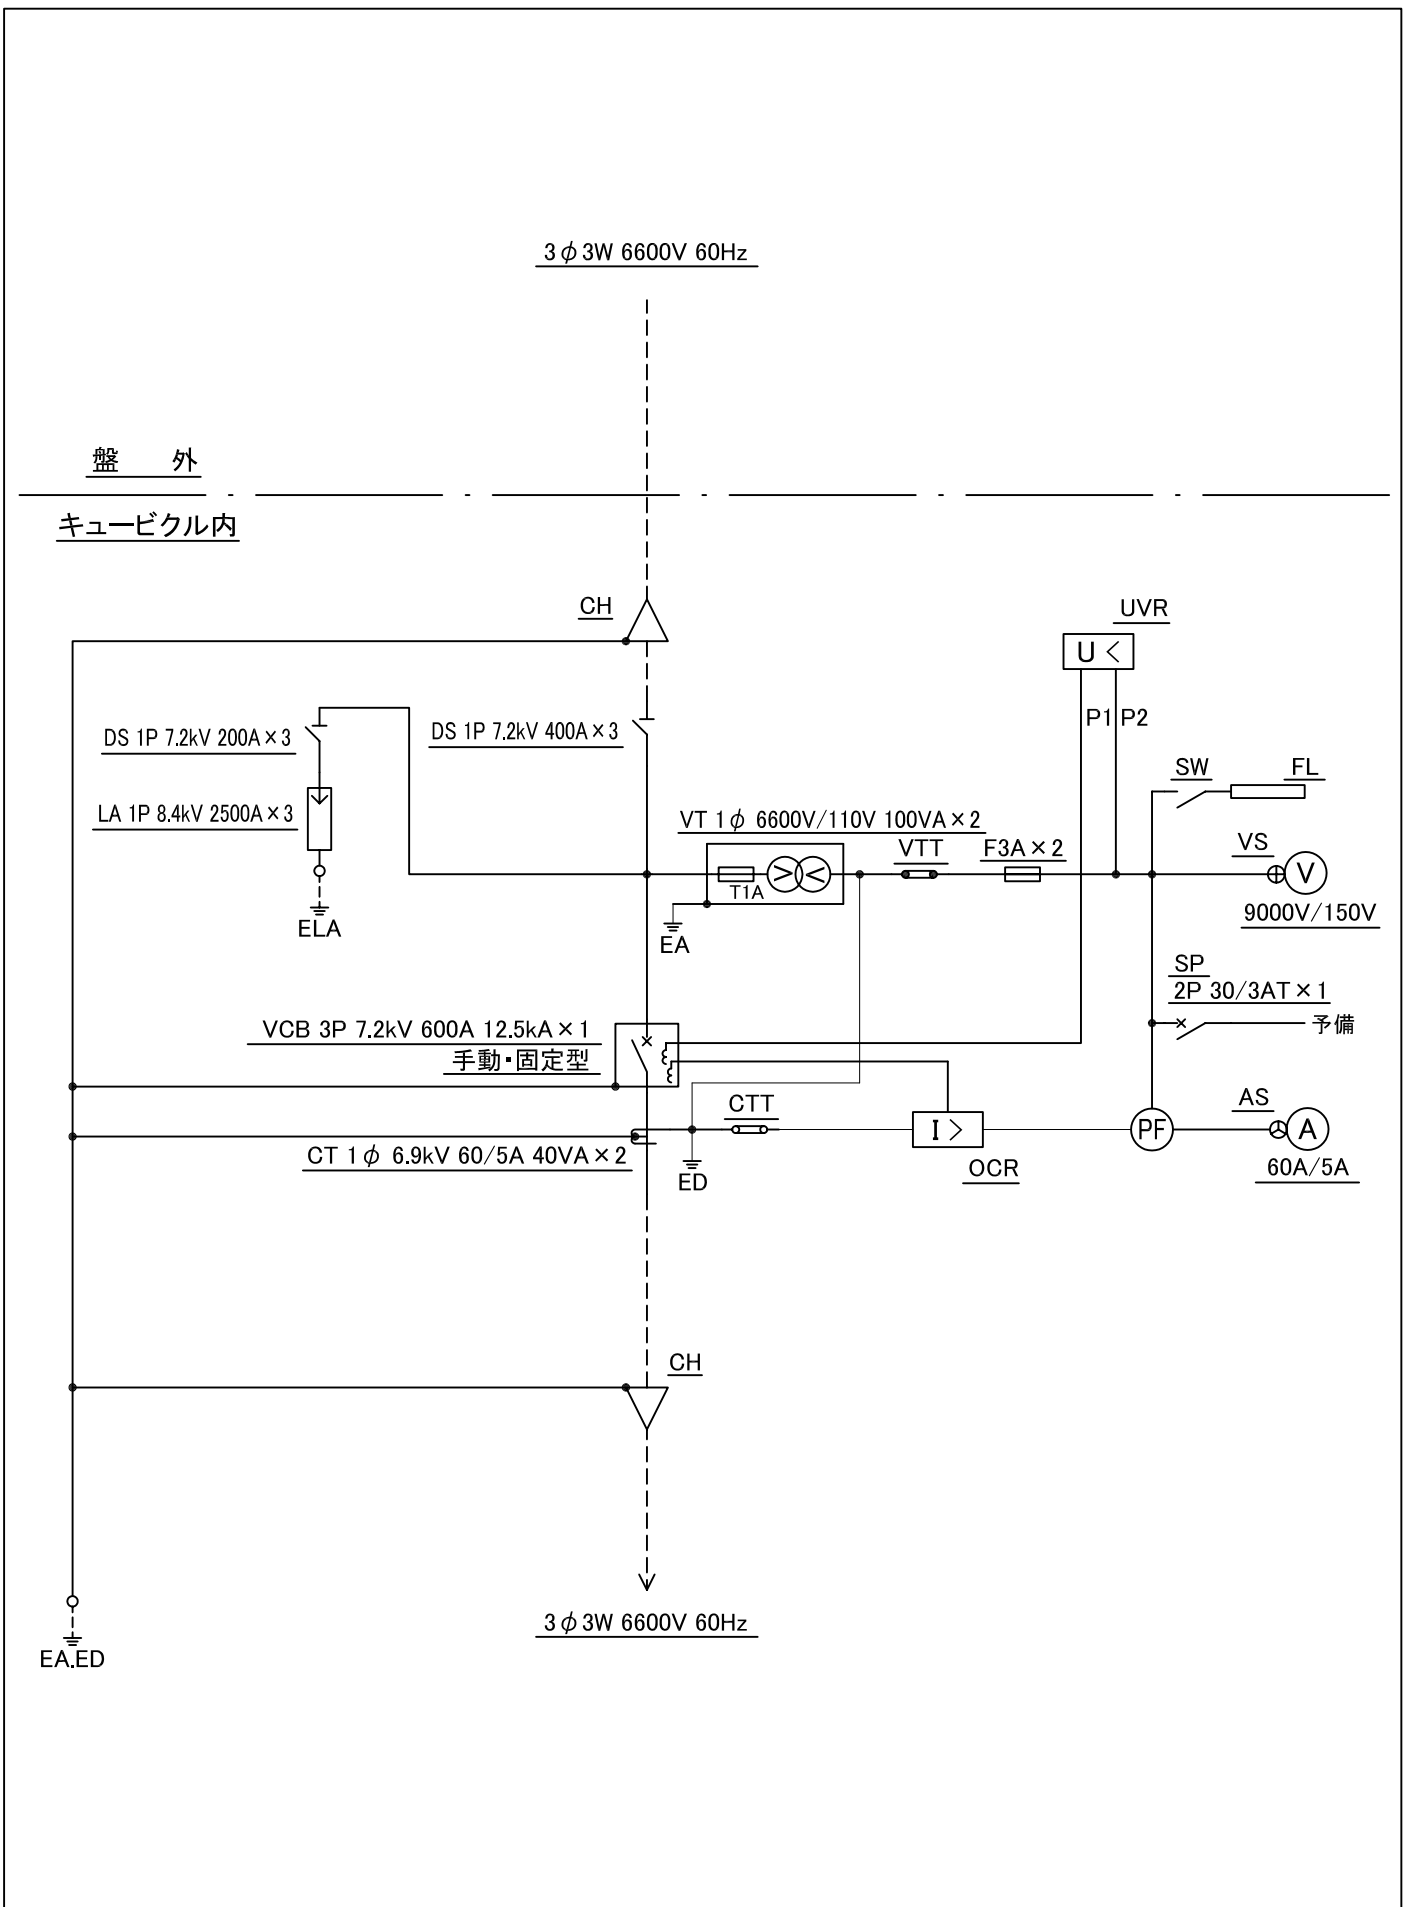 3φ3W 6600V 60Hz
盤 外
キュービクル内
CH
UVR
U<
P1 P2
DS 1P 7.2kV 200A×3
DS 1P 7.2kV 400A×3
SW
FL
LA 1P 8.4kV 2500A×3
VT 1φ 6600V/110V 100VA×2
VTT
F3A×2
VS
V
T1A
9000V/150V
ELA
EA
SP
2P 30/3AT×1
予備
VCB 3P 7.2kV 600A 12.5kA×1
手動・固定型
CTT
AS
I>
PF
A
CT 1φ 6.9kV 60/5A 40VA×2
ED
OCR
60A/5A
CH
3φ3W 6600V 60Hz
EA.ED